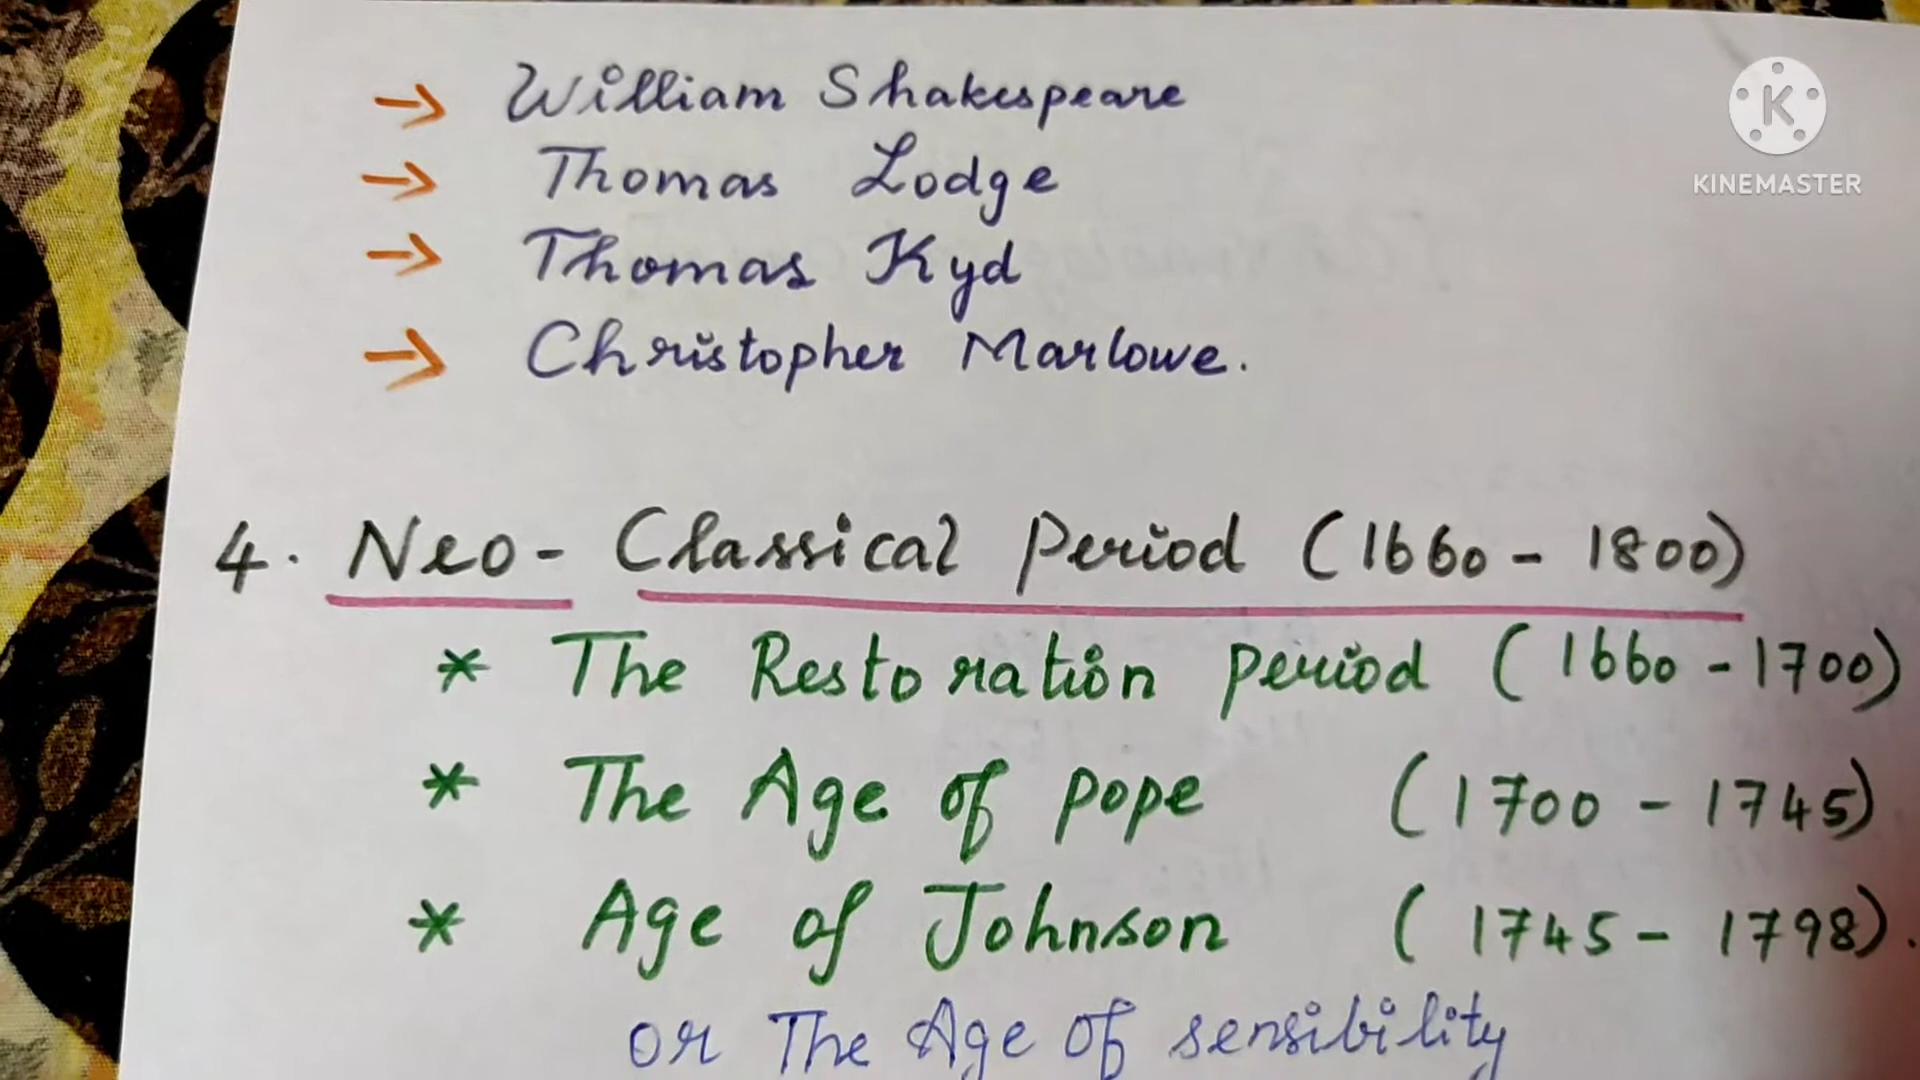 → William Shakespeare
→ Thomas Lodge
→ Thomas Kyd
→ Christopher Marlowe.
K
KINEMASTER
4. Neo-Classical Period (1660 - 1800)
* The Restoration period (1660 - 1700)
* The Age of pope (1700 - 1745)
* Age of Johnson (1745 - 1798).
or The Age of sensibility